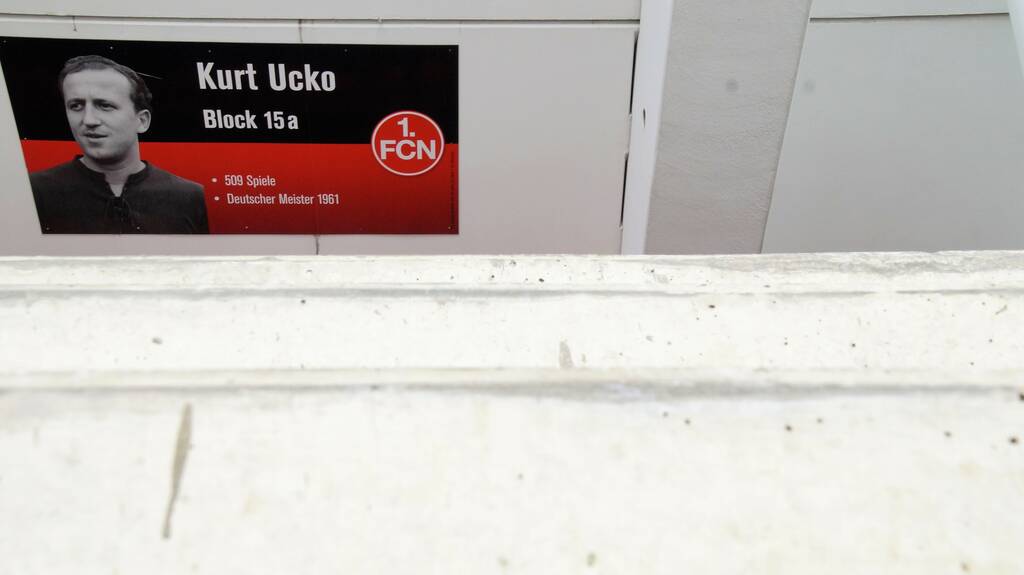 Kurt Ucko
Block 15a
1.
FCN
• 509 Spiele
• Deutscher Meister 1961